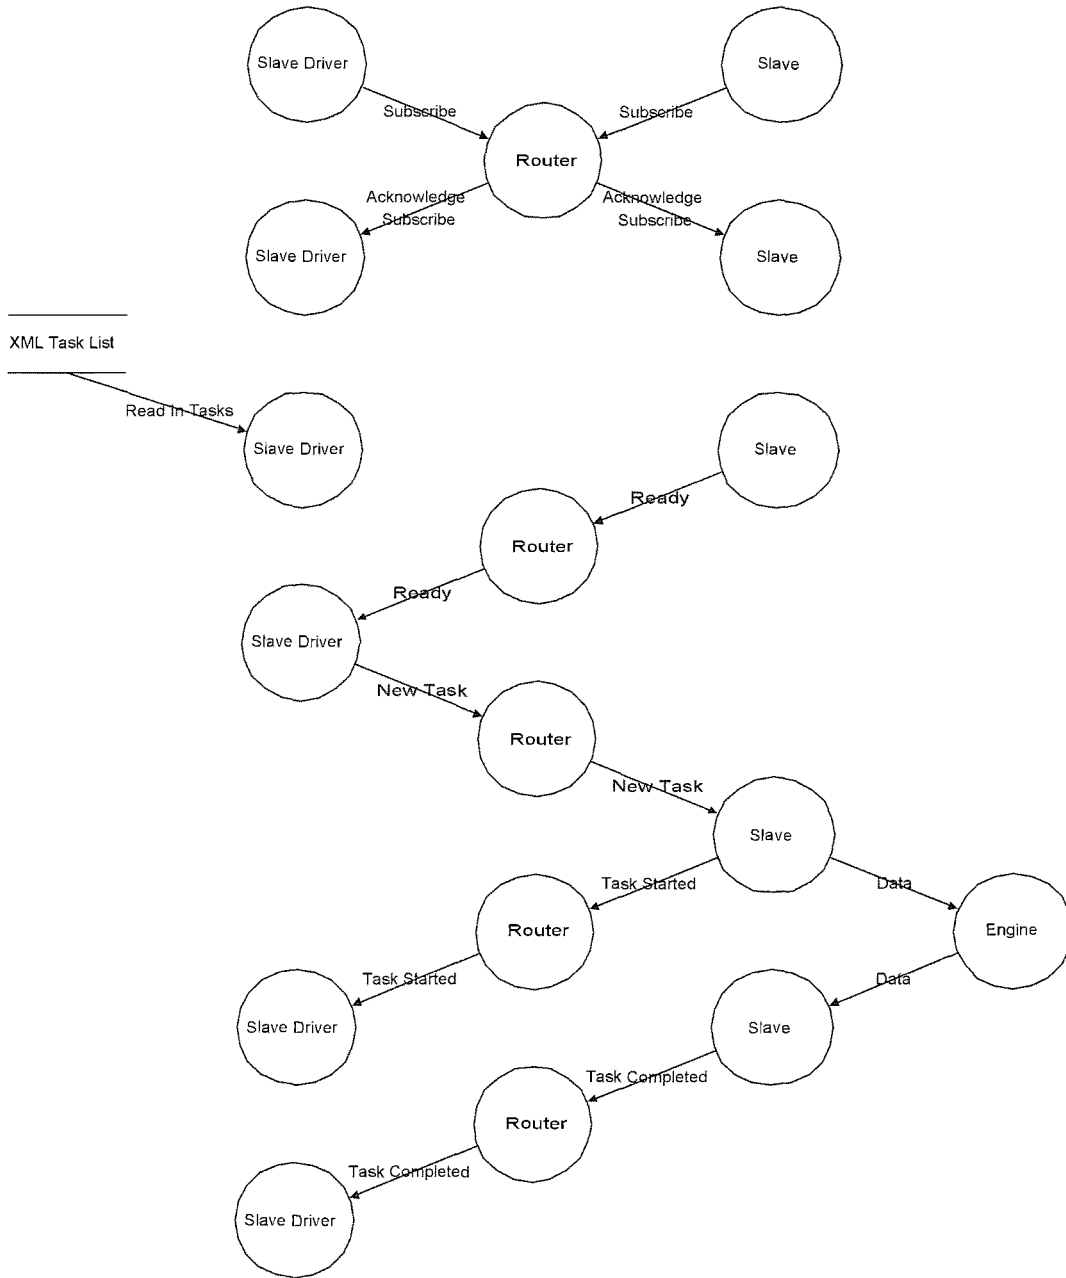 Slave Driver
Slave
Subscribe
Subscribe
Router
Acknowledge
Subscribe
Acknowledge
Subscribe
Slave Driver
Slave
XML Task List
Read In Tasks
Slave Driver
Slave
Ready
Router
Ready
Slave Driver
New Task
Router
New Task
Slave
Task Started
Data
Router
Engine
Task Started
Data
Slave Driver
Slave
Task Completed
Router
Task Completed
Slave Driver